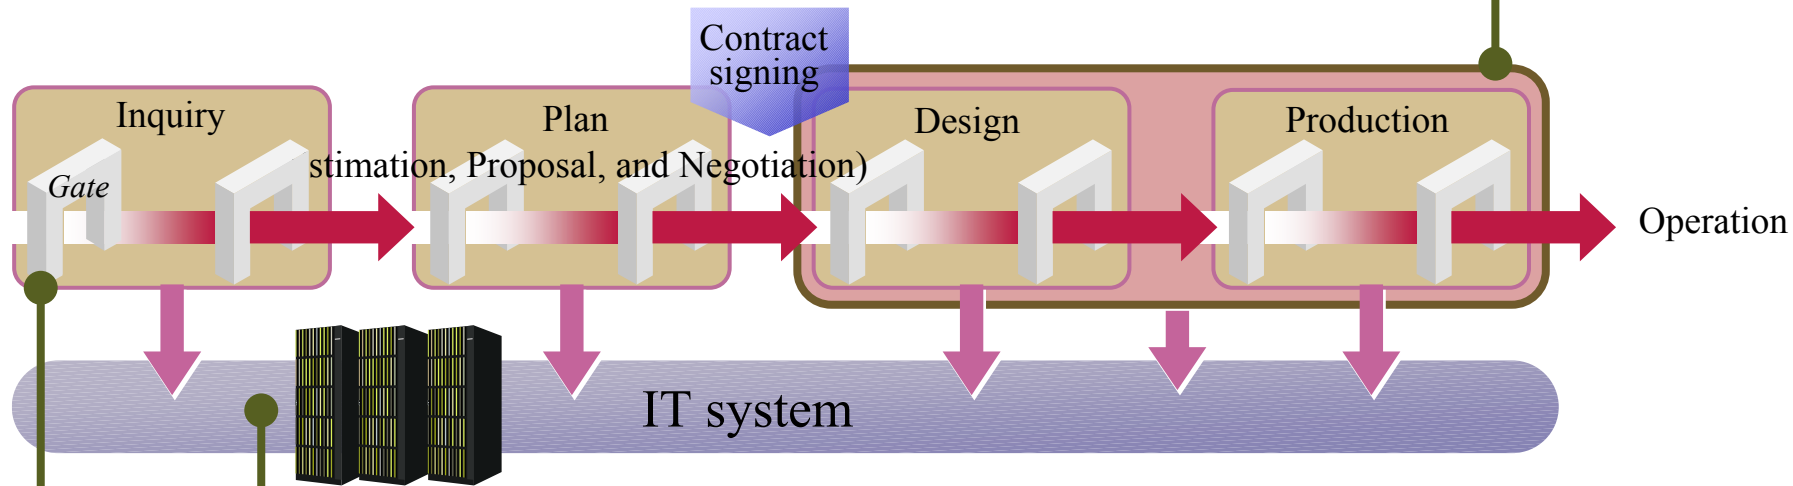 Contract
signing
Inquiry
Plan
Design
Production
stimation, Proposal, and Negotiation)
Gate
Operation
IT system